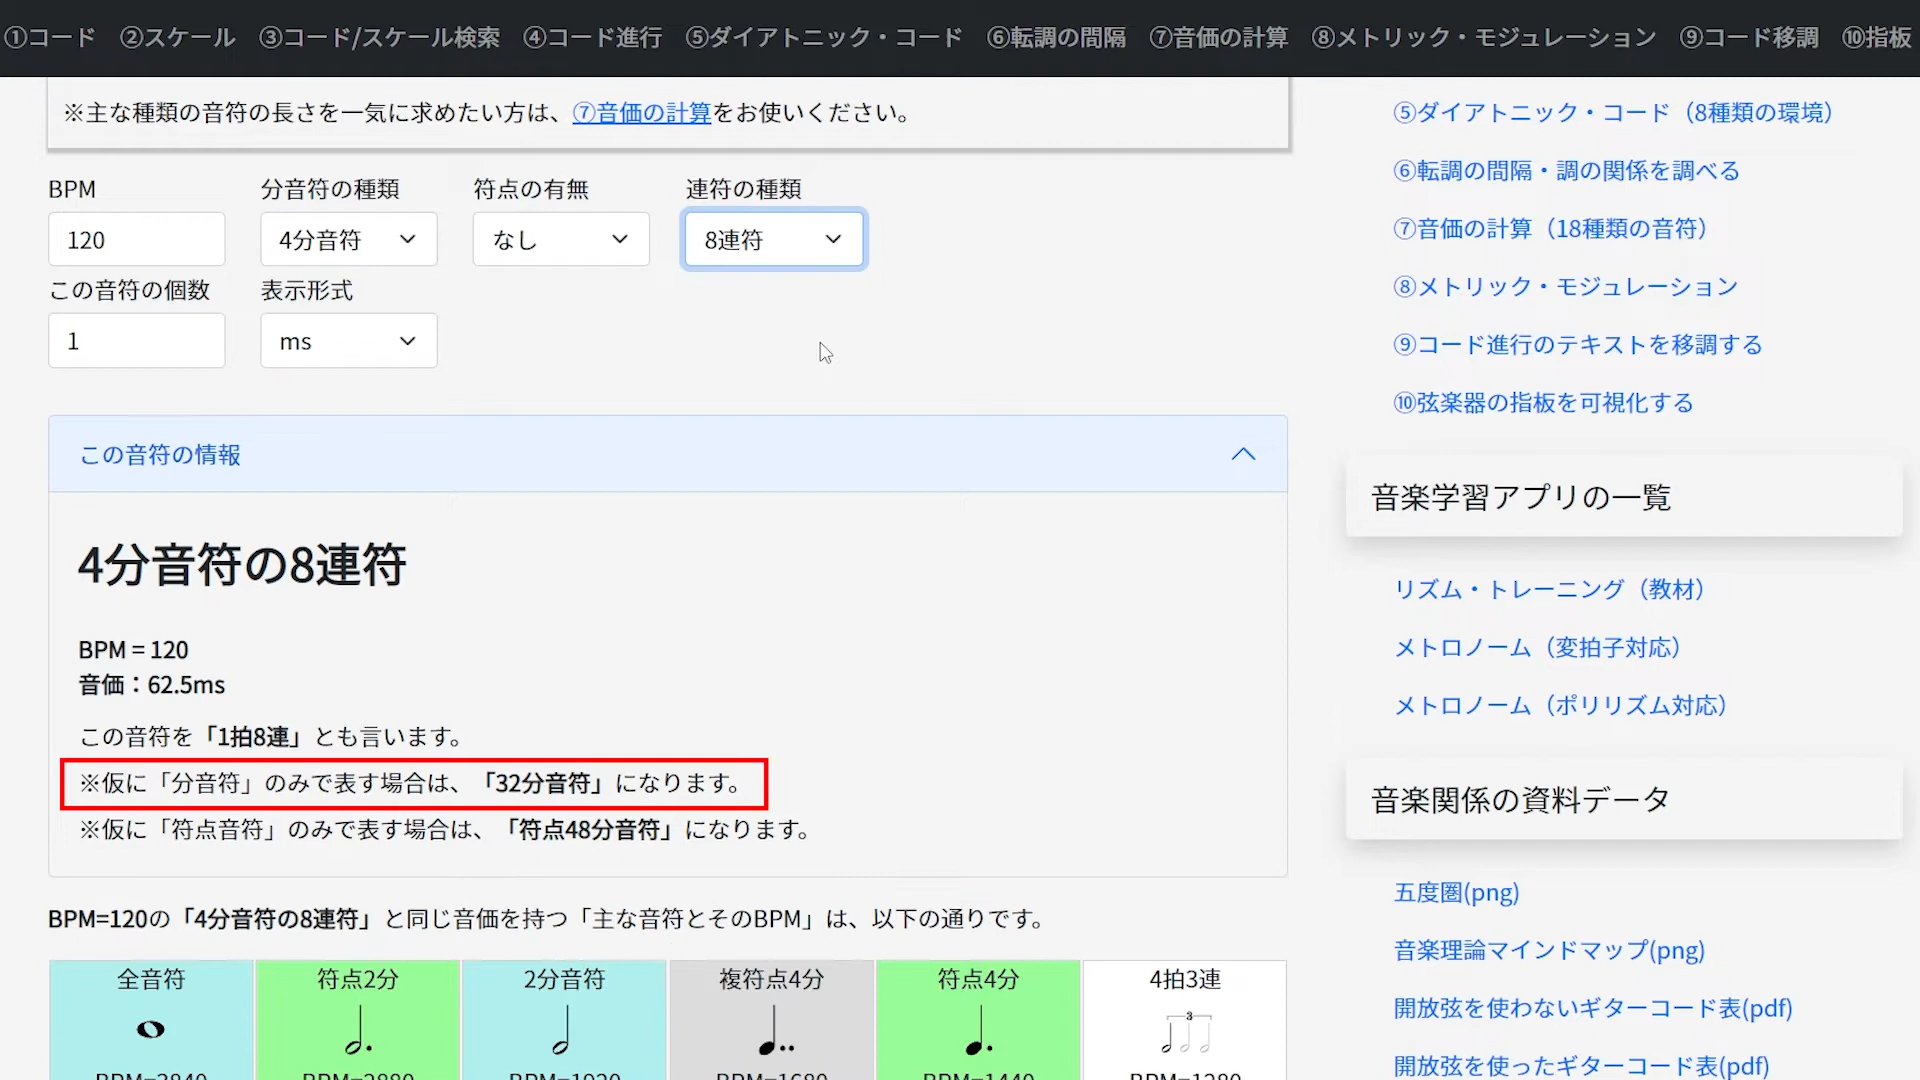 ①コード ②スケール ③コード/スケール検索 ④コード進行 ⑤ダイアトニック・コード ⑥転調の間隔 ⑦音価の計算 ⑧メトリック・モジュレーション ⑨コード移調 ⑩指板
※主な種類の音符の長さを一気に求めたい方は、⑦音価の計算をお使いください。
BPM 分音符の種類 符点の有無 連符の種類
120 4分音符 なし 8連符
この音符の個数 表示形式
1 ms
この音符の情報
4分音符の8連符
BPM = 120
音価：62.5ms
この音符を「1拍8連」とも言います。
※仮に「分音符」のみで表す場合は、「32分音符」になります。
※仮に「符点音符」のみで表す場合は、「符点48分音符」になります。
BPM=120の「4分音符の8連符」と同じ音価を持つ「主な音符とそのBPM」は、以下の通りです。
全音符 符点2分 2分音符 複符点4分 符点4分 4拍3連
3
BPM=3840 BPM=2880 BPM=1920 BPM=1680 BPM=1440 BPM=1280
⑤ダイアトニック・コード（8種類の環境）
⑥転調の間隔・調の関係を調べる
⑦音価の計算（18種類の音符）
⑧メトリック・モジュレーション
⑨コード進行のテキストを移調する
⑩弦楽器の指板を可視化する
音楽学習アプリの一覧
リズム・トレーニング（教材）
メトロノーム（変拍子対応）
メトロノーム（ポリリズム対応）
音楽関係の資料データ
五度圏(png)
音楽理論マインドマップ(png)
開放弦を使わないギターコード表(pdf)
開放弦を使ったギターコード表(pdf)